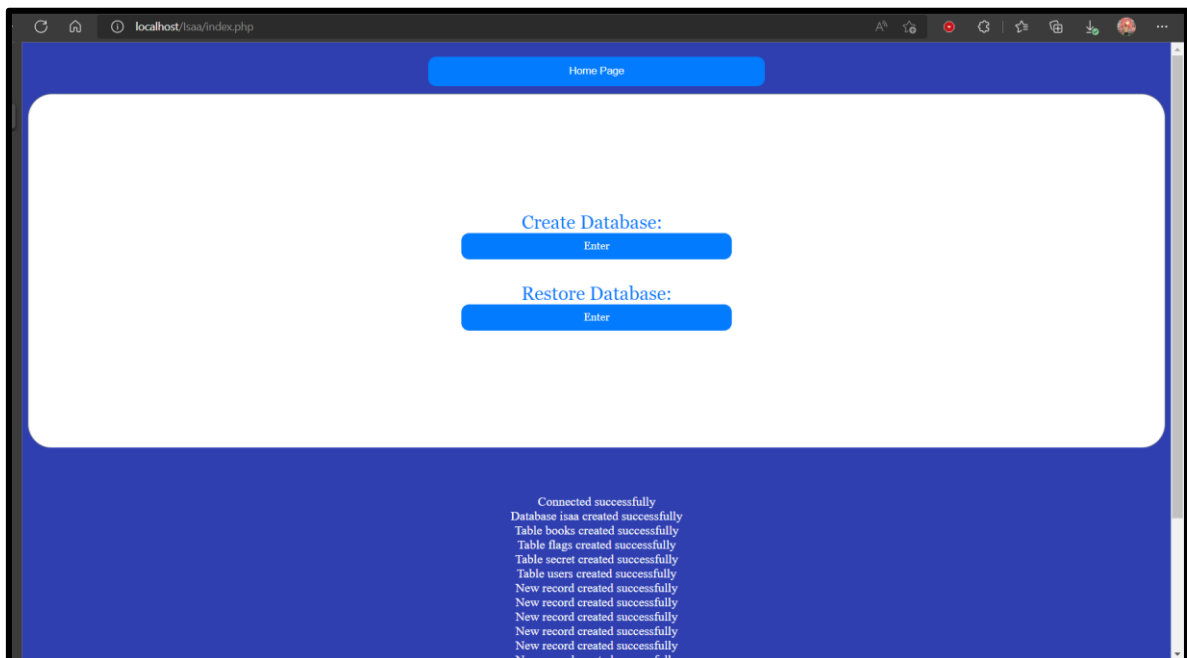 localhost/Isaa/index.php
Home Page
Create Database:
Enter
Restore Database:
Enter
Connected successfully
Database isaa created successfully
Table books created successfully
Table flags created successfully
Table secret created successfully
Table users created successfully
New record created successfully
New record created successfully
New record created successfully
New record created successfully
New record created successfully